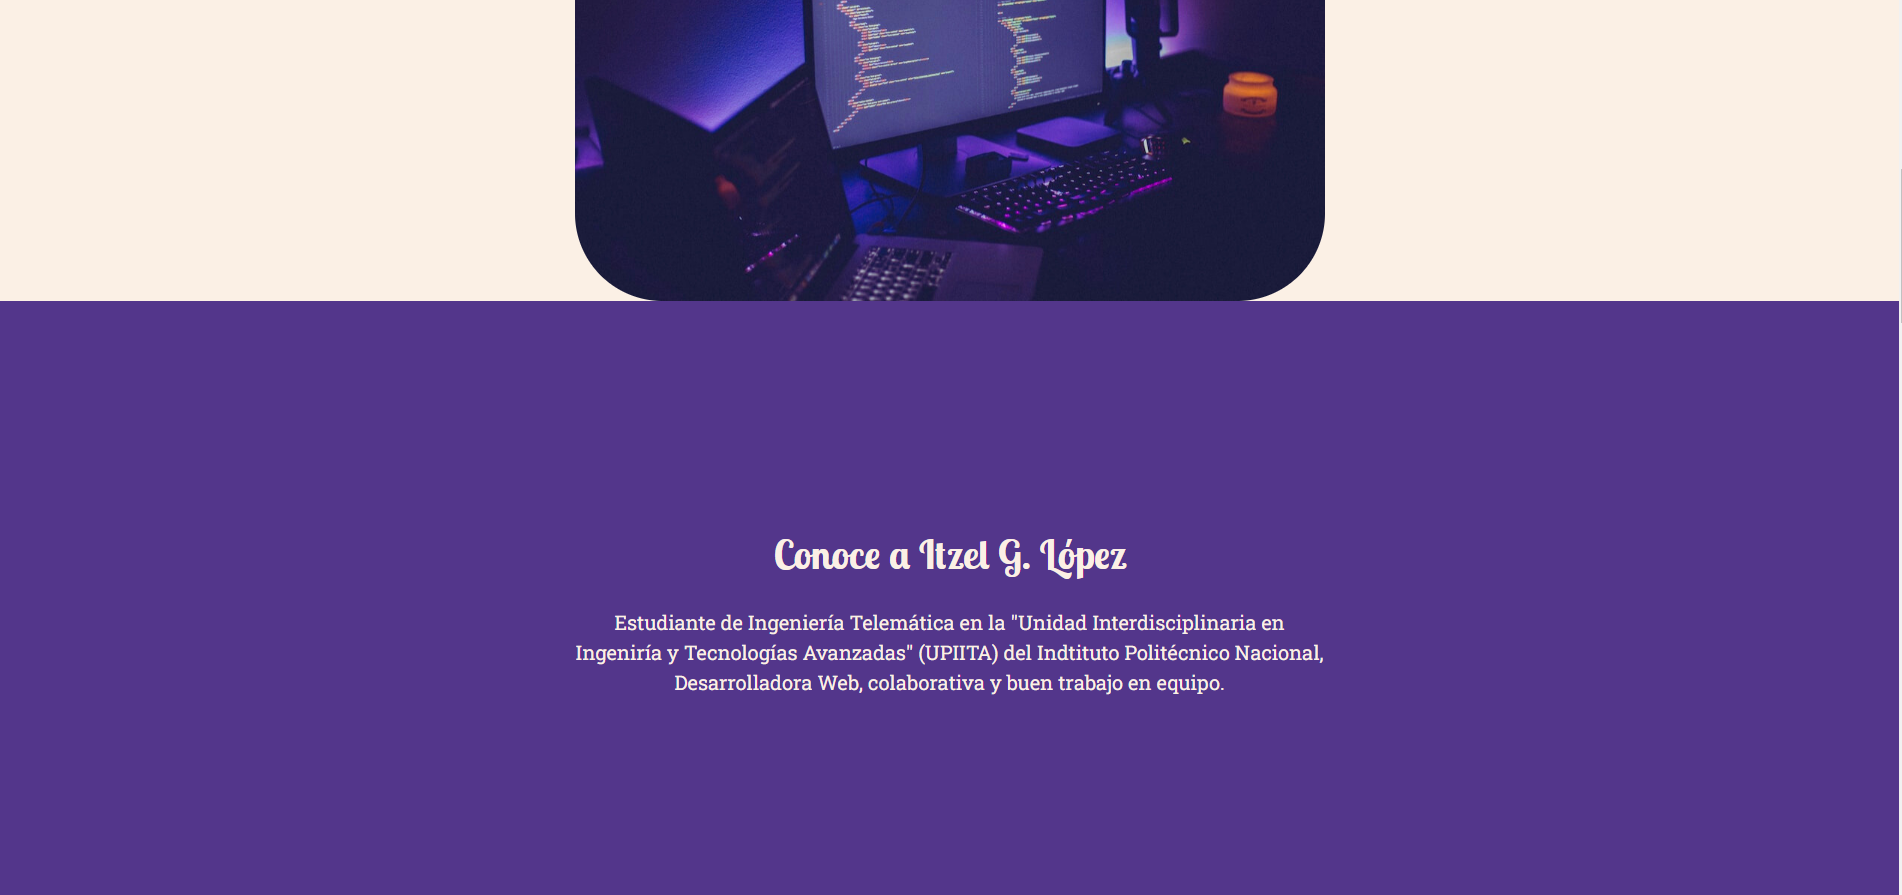 Conoce a Itzel G. López
Estudiante de Ingeniería Telemática en la "Unidad Interdisciplinaria en
Ingeniría y Tecnologías Avanzadas" (UPIITA) del Indtituto Politécnico Nacional,
Desarrolladora Web, colaborativa y buen trabajo en equipo.